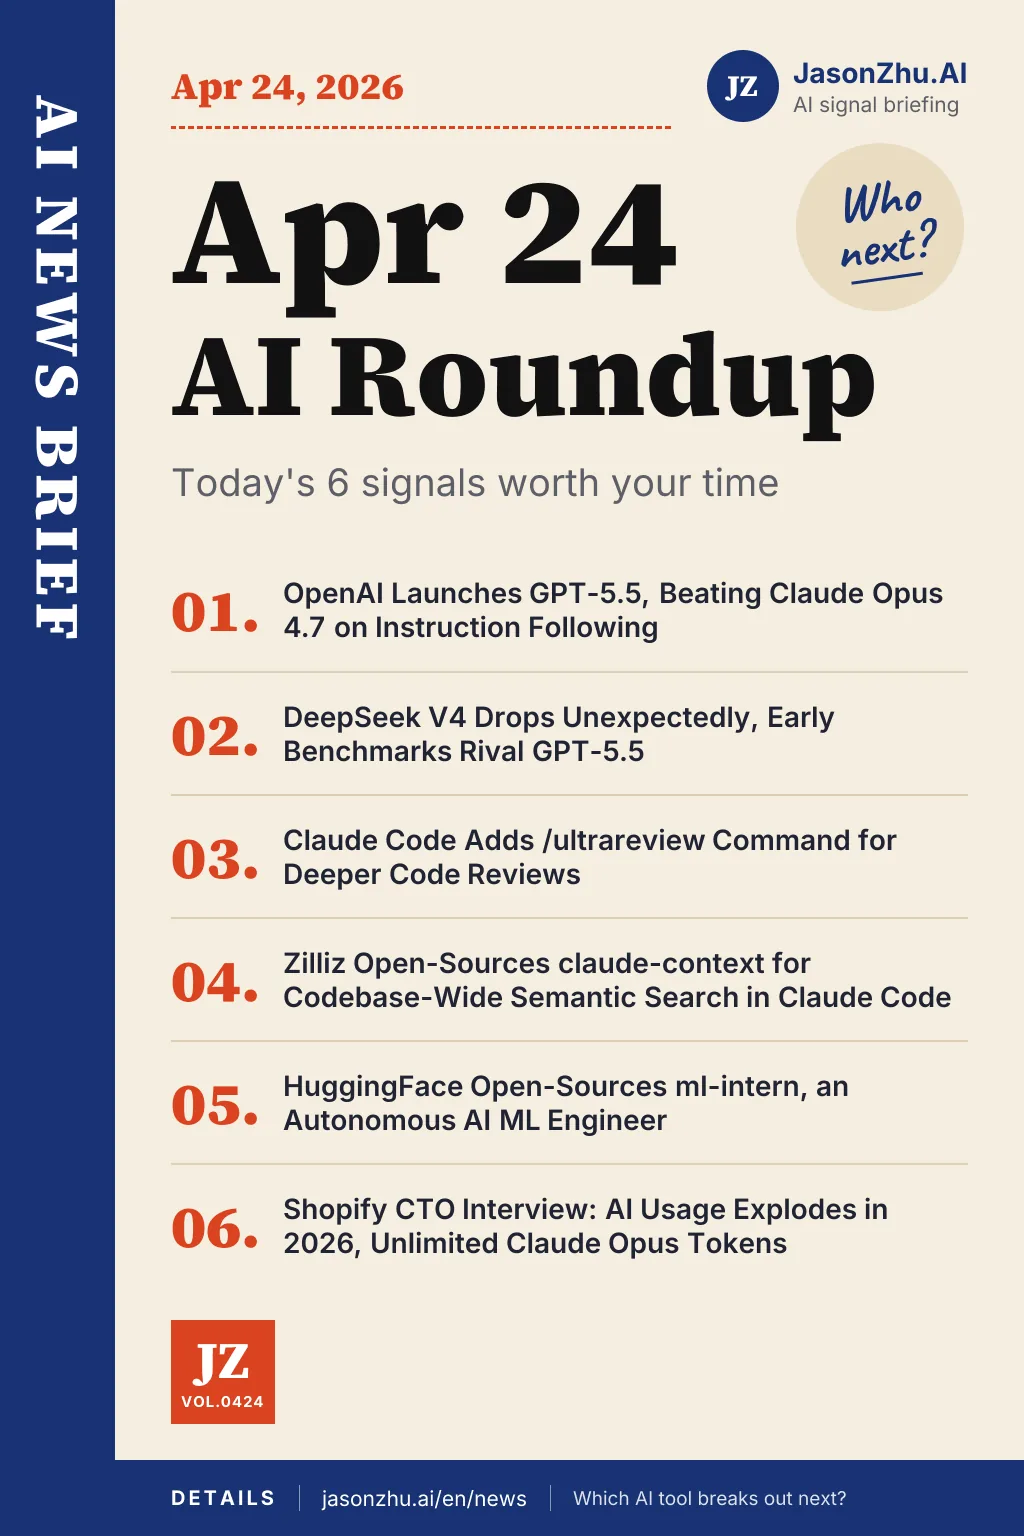 AI NEWS BRIEF
Apr 24, 2026
JZ
JasonZhu.AI
AI signal briefing
Who
next?
Apr 24
AI Roundup
Today's 6 signals worth your time
01.
OpenAI Launches GPT-5.5, Beating Claude Opus
4.7 on Instruction Following
02.
DeepSeek V4 Drops Unexpectedly, Early
Benchmarks Rival GPT-5.5
03.
Claude Code Adds /ultrareview Command for
Deeper Code Reviews
04.
Zilliz Open-Sources claude-context for
Codebase-Wide Semantic Search in Claude Code
05.
HuggingFace Open-Sources ml-intern, an
Autonomous AI ML Engineer
06.
Shopify CTO Interview: AI Usage Explodes in
2026, Unlimited Claude Opus Tokens
JZ
VOL.0424
DETAILS
jasonzhu.ai/en/news
Which AI tool breaks out next?